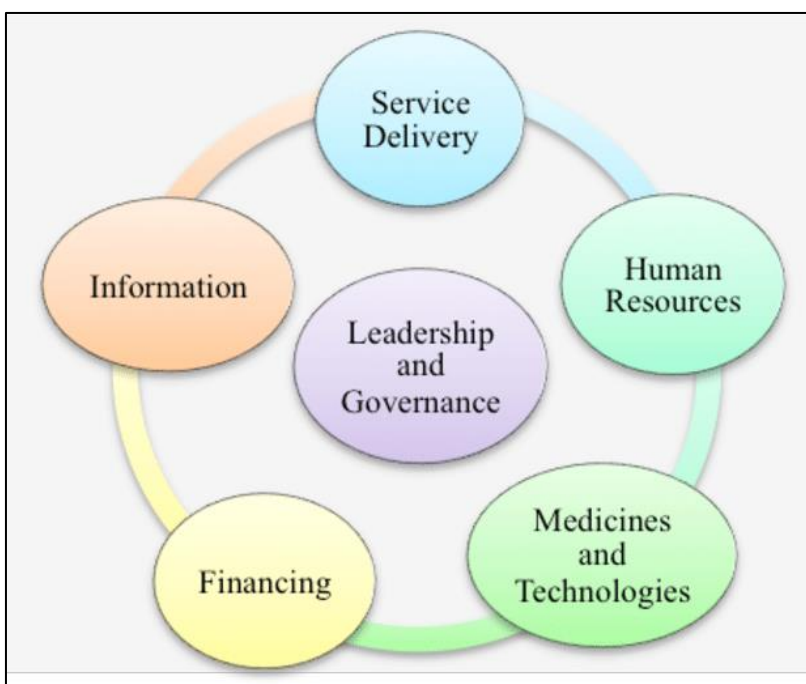 Service
Delivery
Human
Resources
Information
Leadership
and
Governance
Medicines
and
Technologies
Financing